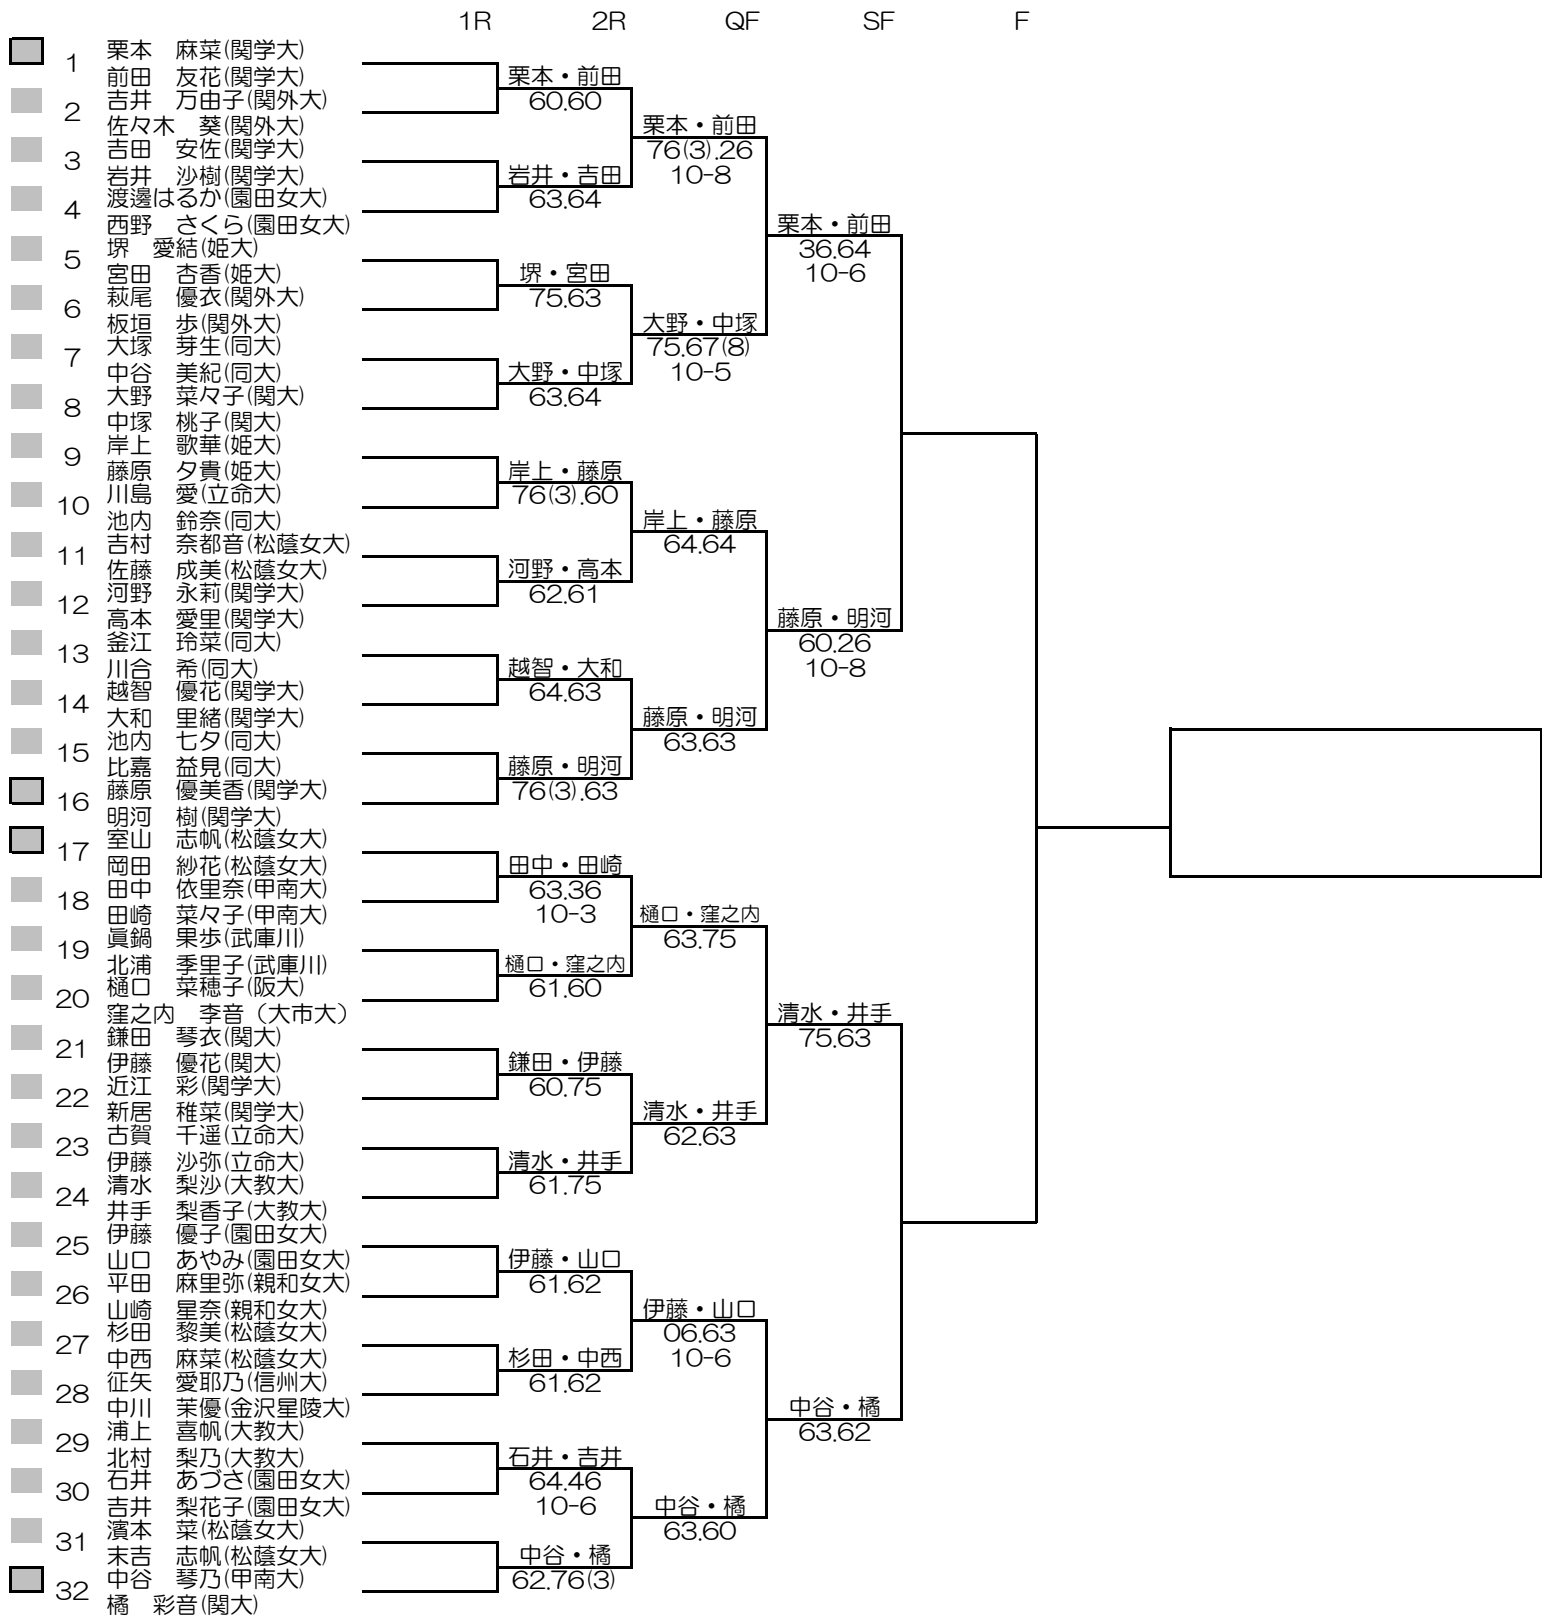 1R 2R QF SF F
1 栗本 麻菜(関学大)
前田 友花(関学大)
栗本・前田
60.60
2 吉井 万由子(関外大)
佐々木 葵(関外大)
栗本・前田
76(3).26
10-8
3 吉田 安佐(関学大)
岩井 沙樹(関学大)
岩井・吉田
63.64
4 渡邊はるか(園田女大)
西野 さくら(園田女大)
栗本・前田
36.64
10-6
5 堺 愛結(姫大)
宮田 杏香(姫大)
堺・宮田
75.63
6 萩尾 優衣(関外大)
板垣 歩(関外大)
大野・中塚
75.67(8)
10-5
7 大塚 芽生(同大)
中谷 美紀(同大)
大野・中塚
63.64
8 大野 菜々子(関大)
中塚 桃子(関大)
9 岸上 歌華(姫大)
藤原 夕貴(姫大)
岸上・藤原
76(3).60
10 川島 愛(立命大)
池内 鈴奈(同大)
岸上・藤原
64.64
11 吉村 奈都音(松蔭女大)
佐藤 成美(松蔭女大)
河野・高本
62.61
12 河野 永莉(関学大)
高本 愛里(関学大)
藤原・明河
60.26
10-8
13 釜江 玲菜(同大)
川合 希(同大)
越智・大和
64.63
14 越智 優花(関学大)
大和 里緒(関学大)
藤原・明河
63.63
15 池内 七夕(同大)
比嘉 益見(同大)
藤原・明河
76(3).63
16 藤原 優美香(関学大)
明河 樹(関学大)
17 室山 志帆(松蔭女大)
岡田 紗花(松蔭女大)
田中・田崎
63.36
10-3
18 田中 依里奈(甲南大)
田崎 菜々子(甲南大)
樋口・窪之内
63.75
19 眞鍋 果歩(武庫川)
北浦 季里子(武庫川)
樋口・窪之内
61.60
20 樋口 菜穂子(阪大)
窪之内 李音（大市大）
清水・井手
75.63
21 鎌田 琴衣(関大)
伊藤 優花(関大)
鎌田・伊藤
60.75
22 近江 彩(関学大)
新居 稚菜(関学大)
清水・井手
62.63
23 古賀 千遥(立命大)
伊藤 沙弥(立命大)
清水・井手
61.75
24 清水 梨沙(大教大)
井手 梨香子(大教大)
25 伊藤 優子(園田女大)
山口 あやみ(園田女大)
伊藤・山口
61.62
26 平田 麻里弥(親和女大)
山崎 星奈(親和女大)
伊藤・山口
06.63
10-6
27 杉田 黎美(松蔭女大)
中西 麻菜(松蔭女大)
杉田・中西
61.62
28 征矢 愛耶乃(信州大)
中川 茉優(金沢星陵大)
中谷・橘
63.62
29 浦上 喜帆(大教大)
北村 梨乃(大教大)
石井・吉井
64.46
10-6
30 石井 あづさ(園田女大)
吉井 梨花子(園田女大)
中谷・橘
63.60
31 濱本 菜(松蔭女大)
末吉 志帆(松蔭女大)
中谷・橘
62.76(3)
32 中谷 琴乃(甲南大)
橘 彩音(関大)